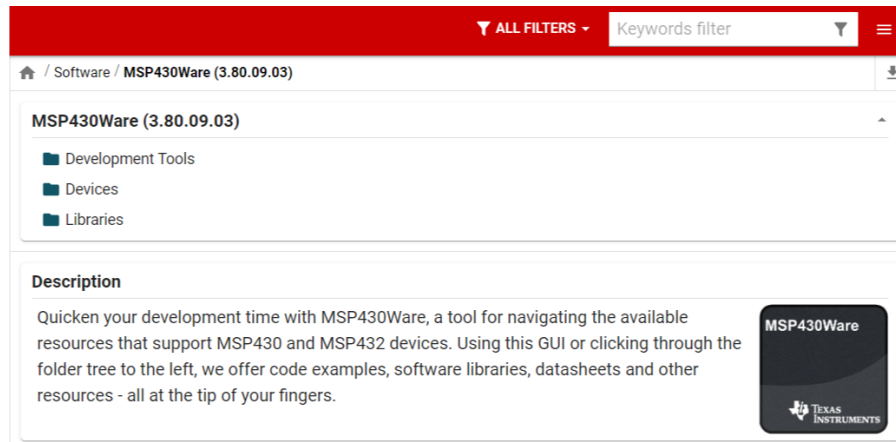 ALL FILTERS
Keywords filter
/ Software / MSP430Ware (3.80.09.03)
MSP430Ware (3.80.09.03)
Development Tools
Devices
Libraries
Description
Quicken your development time with MSP430Ware, a tool for navigating the available
resources that support MSP430 and MSP432 devices. Using this GUI or clicking through the
folder tree to the left, we offer code examples, software libraries, datasheets and other
resources - all at the tip of your fingers.
MSP430Ware
TEXAS
INSTRUMENTS